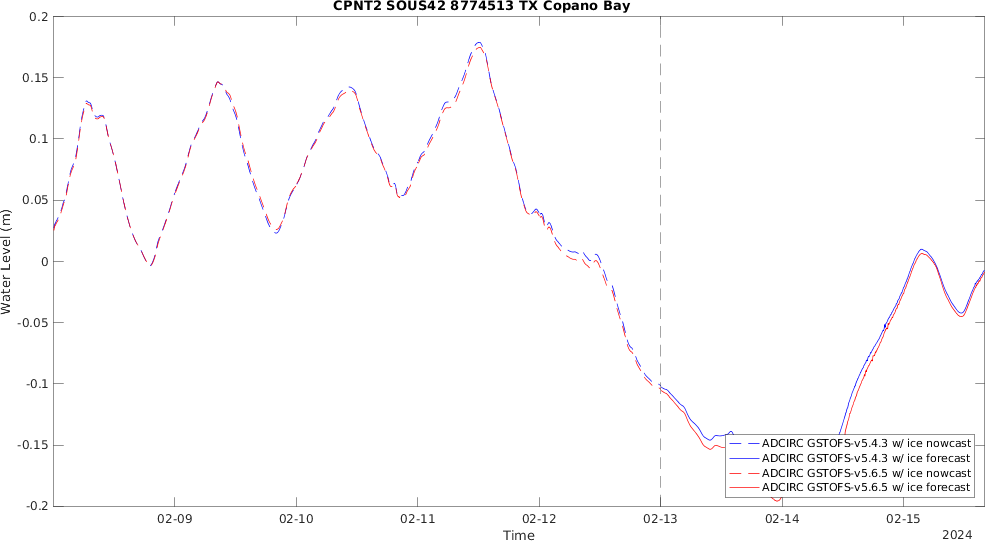 CPNT2 SOUS42 8774513 TX Copano Bay
0.2
0.15
0.1
0.05
0
-0.05
-0.1
-0.15
-0.2
Water Level (m)
ADCIRC GSTOFS-v5.4.3 w/ ice nowcast
ADCIRC GSTOFS-v5.4.3 w/ ice forecast
ADCIRC GSTOFS-v5.6.5 w/ ice nowcast
ADCIRC GSTOFS-v5.6.5 w/ ice forecast
02-09 02-10 02-11 02-12 02-13 02-14 02-15
Time
2024